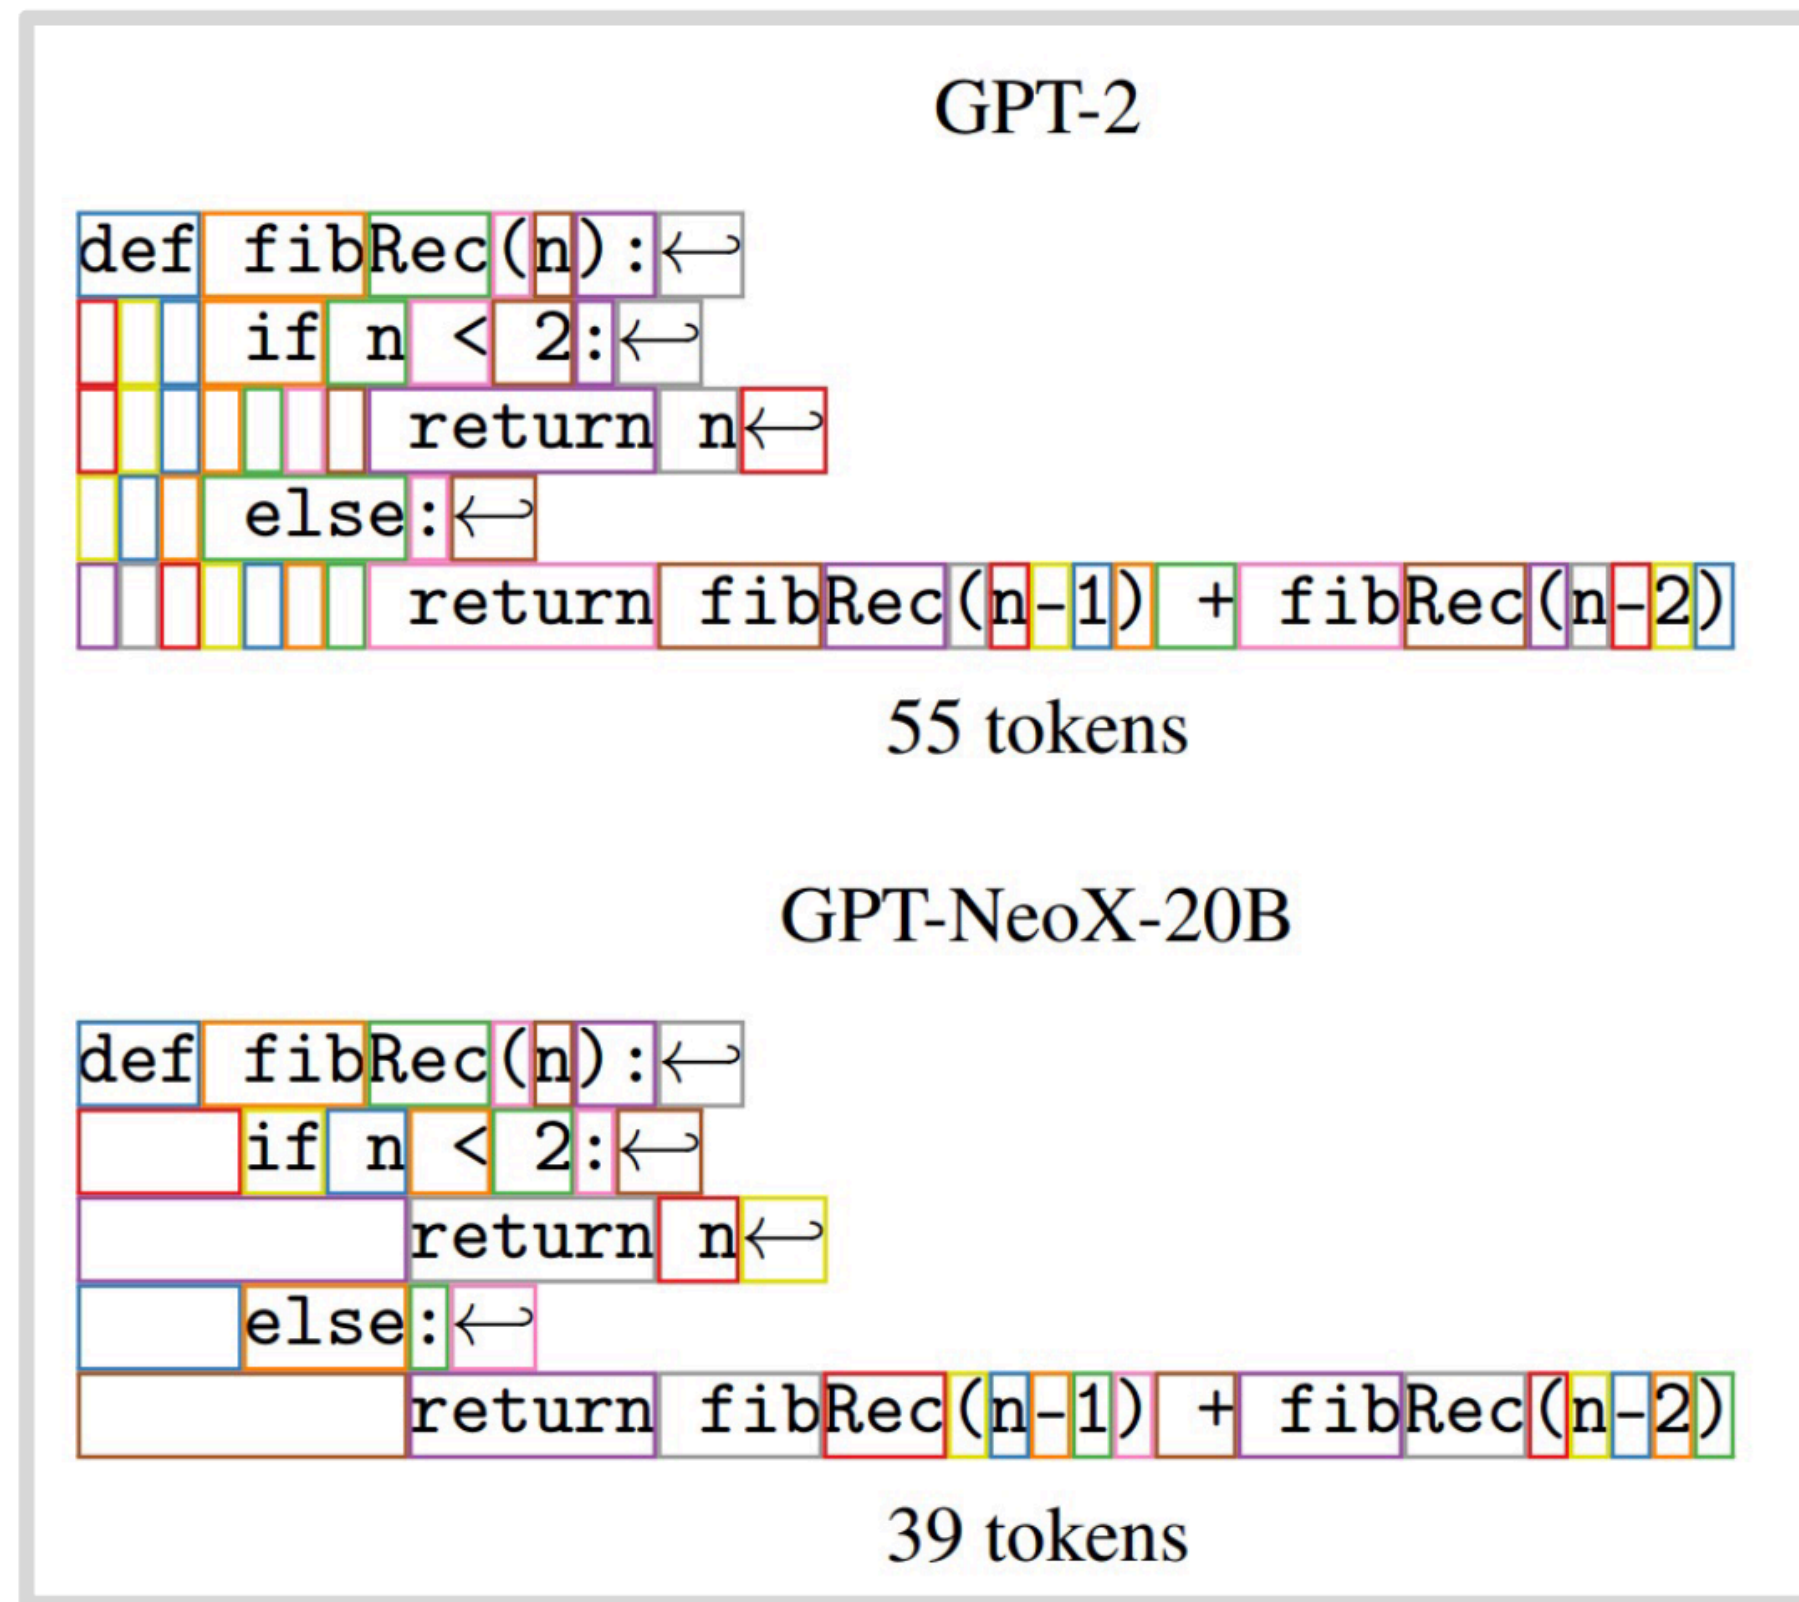 GPT-2
def fibRec(n):↩
    if n < 2:↩
        return n↩
    else:↩
        return fibRec(n-1) + fibRec(n-2)
55 tokens
GPT-NeoX-20B
def fibRec(n):↩
    if n < 2:↩
        return n↩
    else:↩
        return fibRec(n-1) + fibRec(n-2)
39 tokens